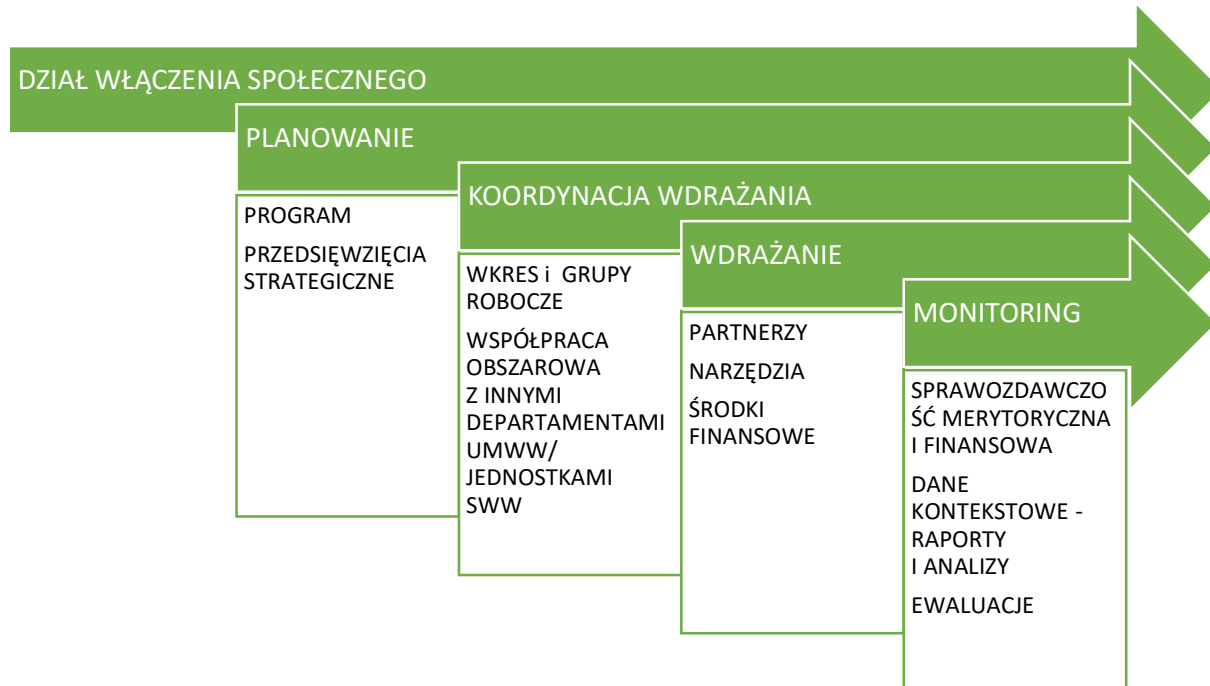 DZIAŁ WŁĄCZENIA SPOŁECZNEGO
PLANOWANIE
PROGRAM
PRZEDSIĘWZIĘCIA
STRATEGICZNE
KOORDYNACJA WDRAŻANIA
WKRES i GRUPY
ROBOCZE
WSPÓŁPRACA
OBSZAROWA
Z INNYMI
DEPARTAMENTAMI
UMWW/
JEDNOSTKAMI
SWW
WDRAŻANIE
PARTNERZY
NARZĘDZIA
ŚRODKI
FINANSOWE
MONITORING
SPRAWOZDAWCZO
ŚĆ MERYTORYCZNA
I FINANSOWA
DANE
KONTEKSTOWE -
RAPORTY
I ANALIZY
EWALUACJE